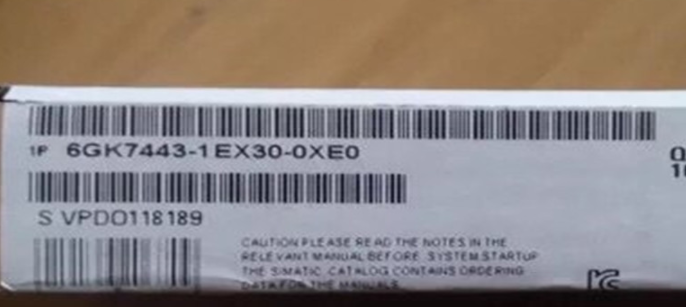 1P 6GK7443-1EX30-0XE0
S VPDO118189
CAUTION PLEASE READ THE NOTES IN THE
RELEVANT MANUAL BEFORE SYSTEM STARTUP
THE SIMATIC CATALOG CONTAINS ORDERING
DATA FOR THE MANUALS